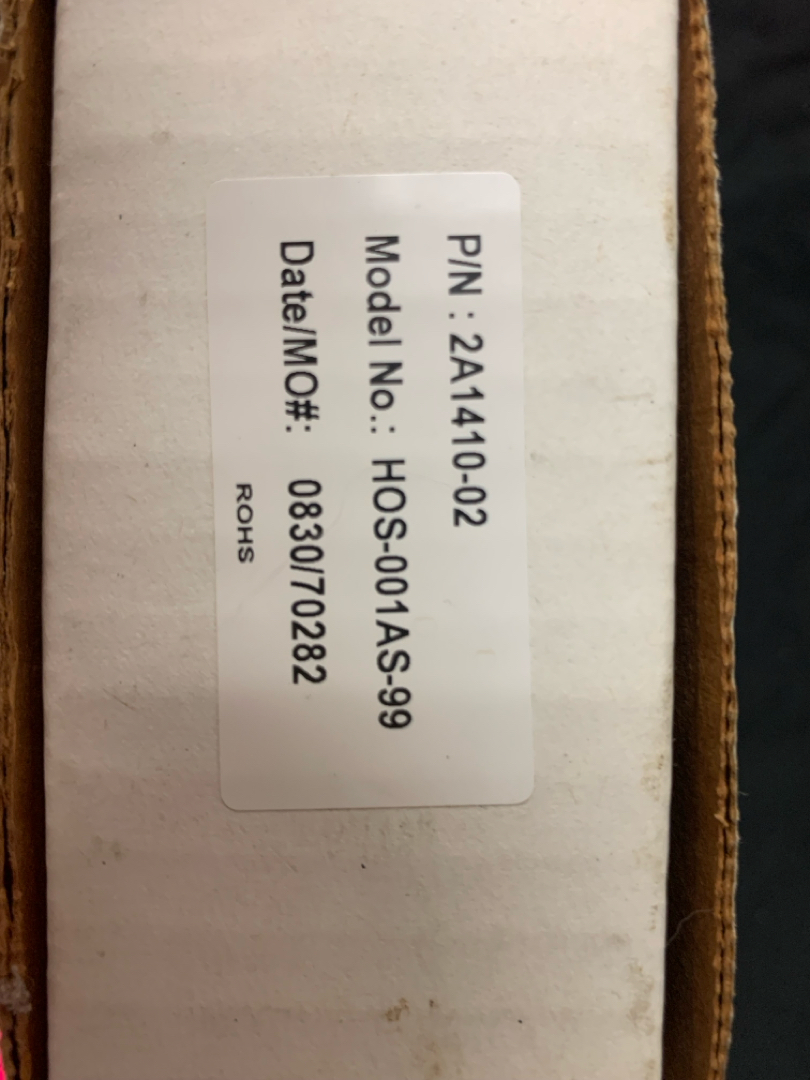 P/N : 2A1410-02
Model No.: HOS-001AS-99
Date/MO#: 0830/70282
ROHS